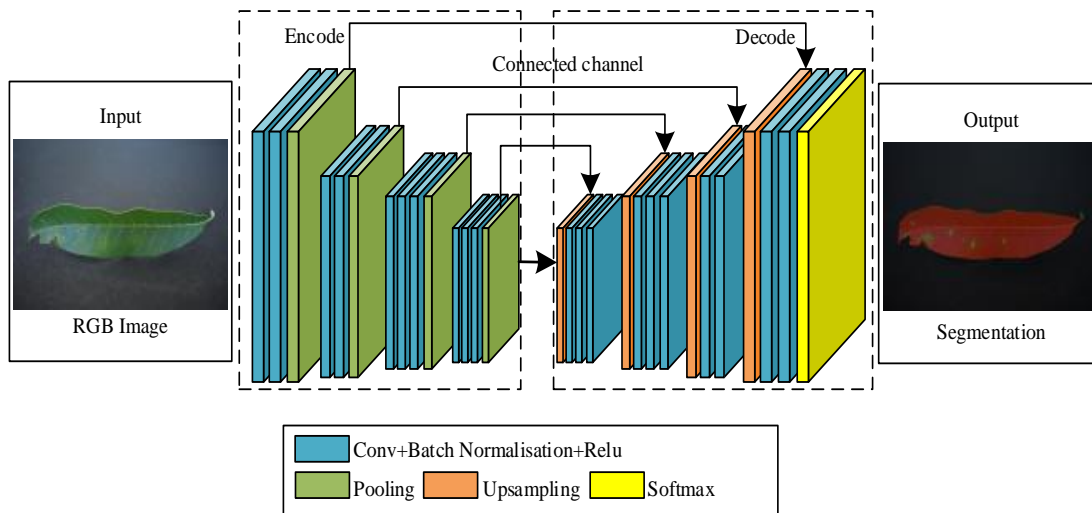 Encode
Decode
Connected channel
Input
RGB Image
Output
Segmentation
Conv+Batch Normalisation+Relu
Pooling
Upsampling
Softmax